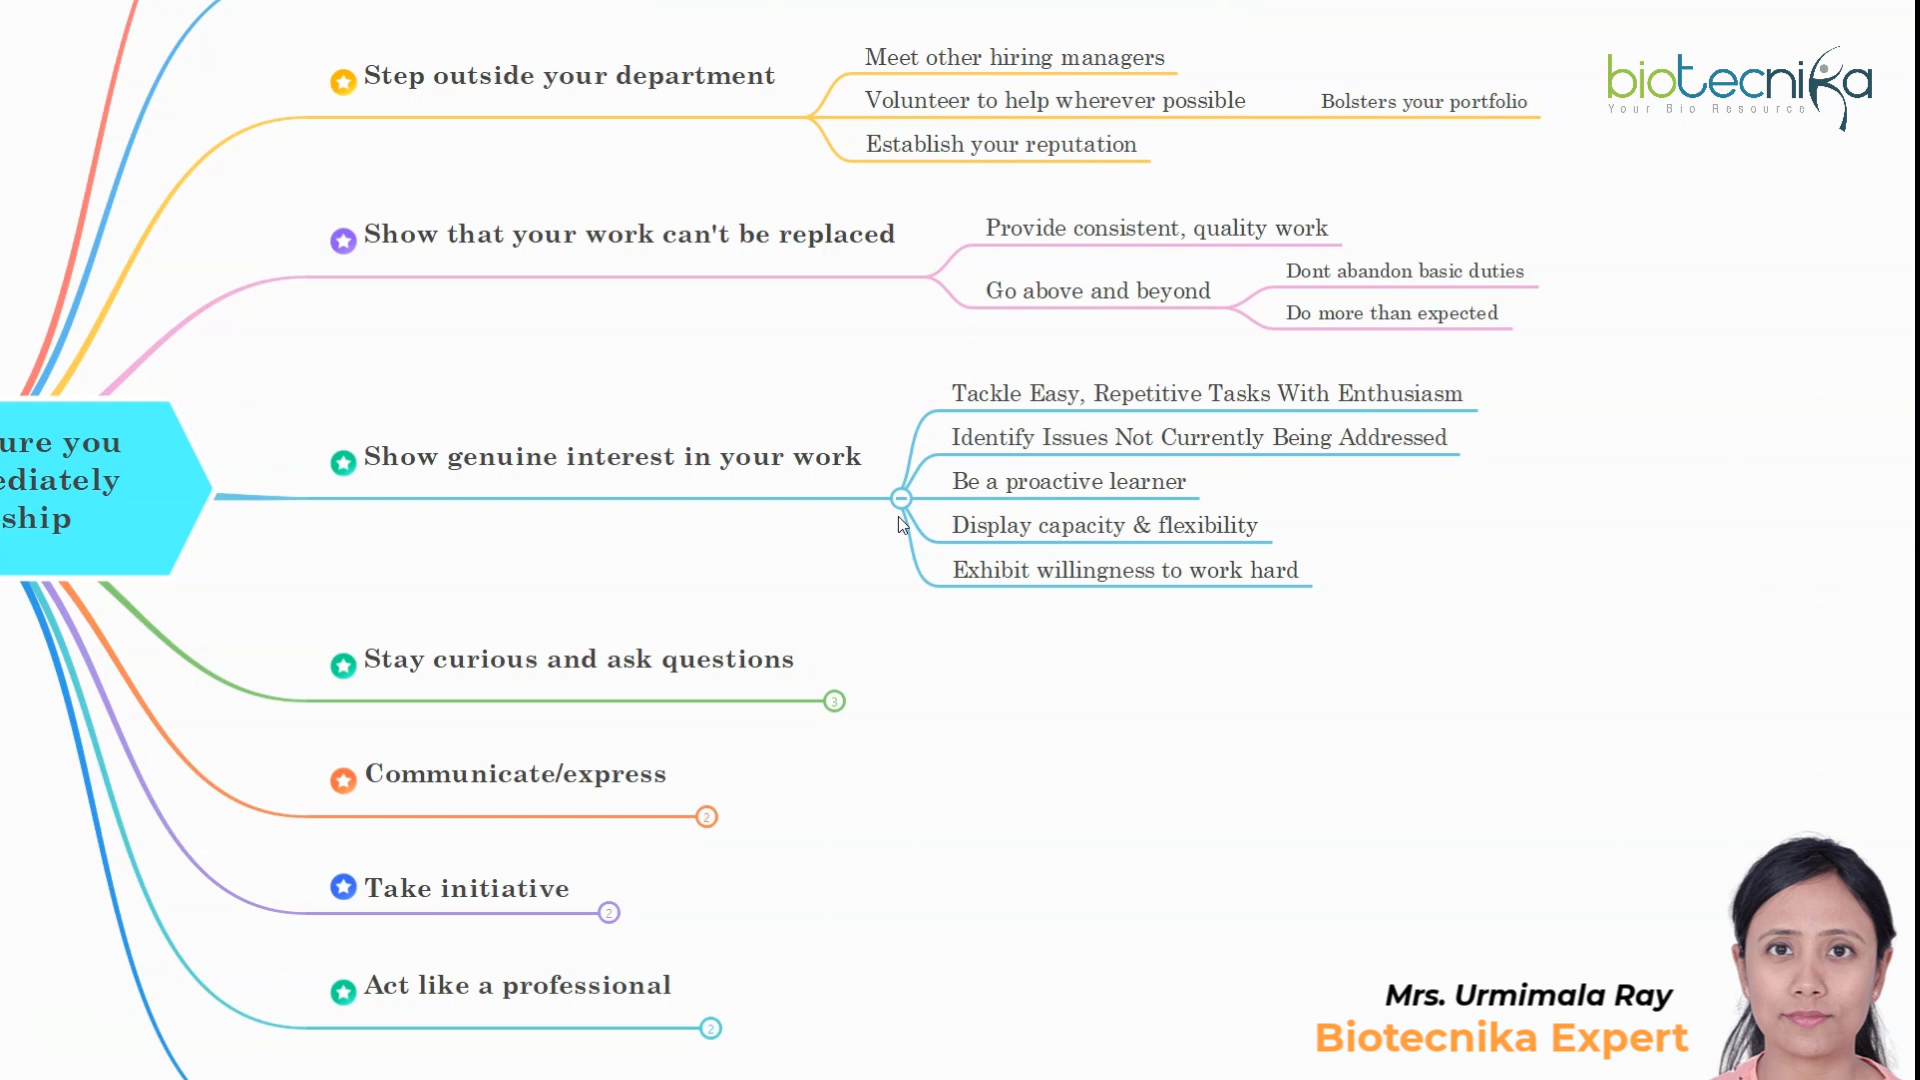 Step outside your department
Meet other hiring managers
Volunteer to help wherever possible
Bolsters your portfolio
Establish your reputation
biotecnika
Your Bio Resource
Show that your work can't be replaced
Provide consistent, quality work
Go above and beyond
Dont abandon basic duties
Do more than expected
ure you
ediately
ship
Show genuine interest in your work
Tackle Easy, Repetitive Tasks With Enthusiasm
Identify Issues Not Currently Being Addressed
Be a proactive learner
Display capacity & flexibility
Exhibit willingness to work hard
Stay curious and ask questions
3
Communicate/express
2
Take initiative
2
Act like a professional
2
Mrs. Urmimala Ray
Biotecnika Expert